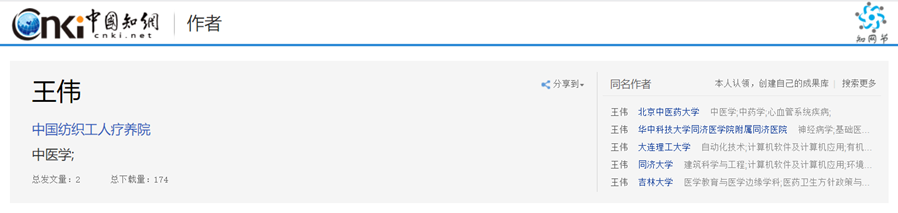 Cnki 中国知网 作者
cnki.net
知网节
王伟
中国纺织工人疗养院
中医学;
总发文量：2 总下载量：174
分享到
同名作者 本人认领，创建自己的成果库 | 搜索更多
王伟 北京中医药大学 中医学;中药学;心血管系统疾病;
王伟 华中科技大学同济医学院附属同济医院 神经病学;基础医...
王伟 大连理工大学 自动化技术;计算机软件及计算机应用;有机...
王伟 同济大学 建筑科学与工程;计算机软件及计算机应用;环境...
王伟 吉林大学 医学教育与医学边缘学科;医药卫生方针政策与...